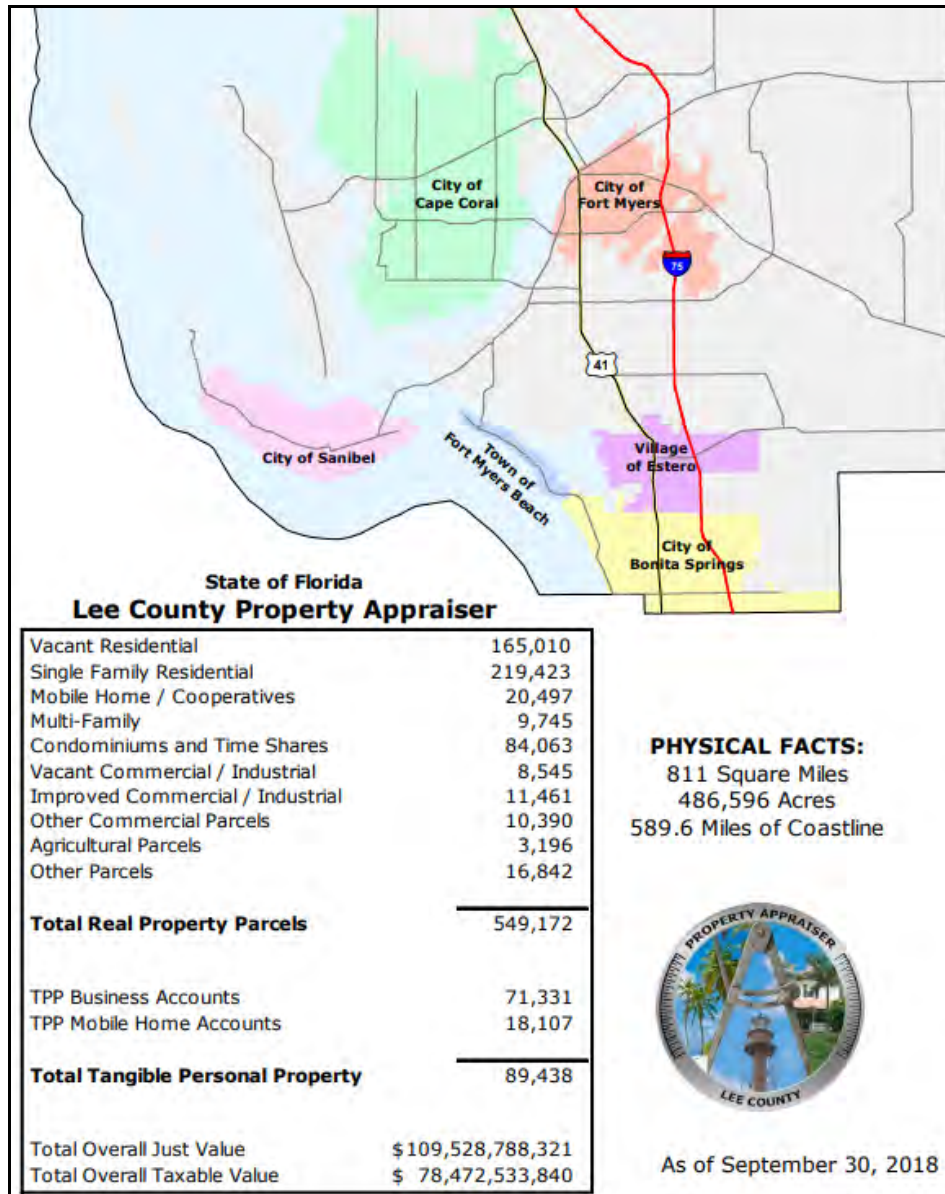 City of
Cape Coral
City of
Fort Myers
75
41
City of Sanibel
Town of
Fort Myers Beach
Village
of Estero
City of
Bonita Springs
State of Florida
Lee County Property Appraiser
Vacant Residential 165,010
Single Family Residential 219,423
Mobile Home / Cooperatives 20,497
Multi-Family 9,745
Condominiums and Time Shares 84,063
Vacant Commercial / Industrial 8,545
Improved Commercial / Industrial 11,461
Other Commercial Parcels 10,390
Agricultural Parcels 3,196
Other Parcels 16,842
Total Real Property Parcels 549,172
TPP Business Accounts 71,331
TPP Mobile Home Accounts 18,107
Total Tangible Personal Property 89,438
Total Overall Just Value $109,528,788,321
Total Overall Taxable Value $ 78,472,533,840
PHYSICAL FACTS:
811 Square Miles
486,596 Acres
589.6 Miles of Coastline
PROPERTY APPRAISER
LEE COUNTY
As of September 30, 2018